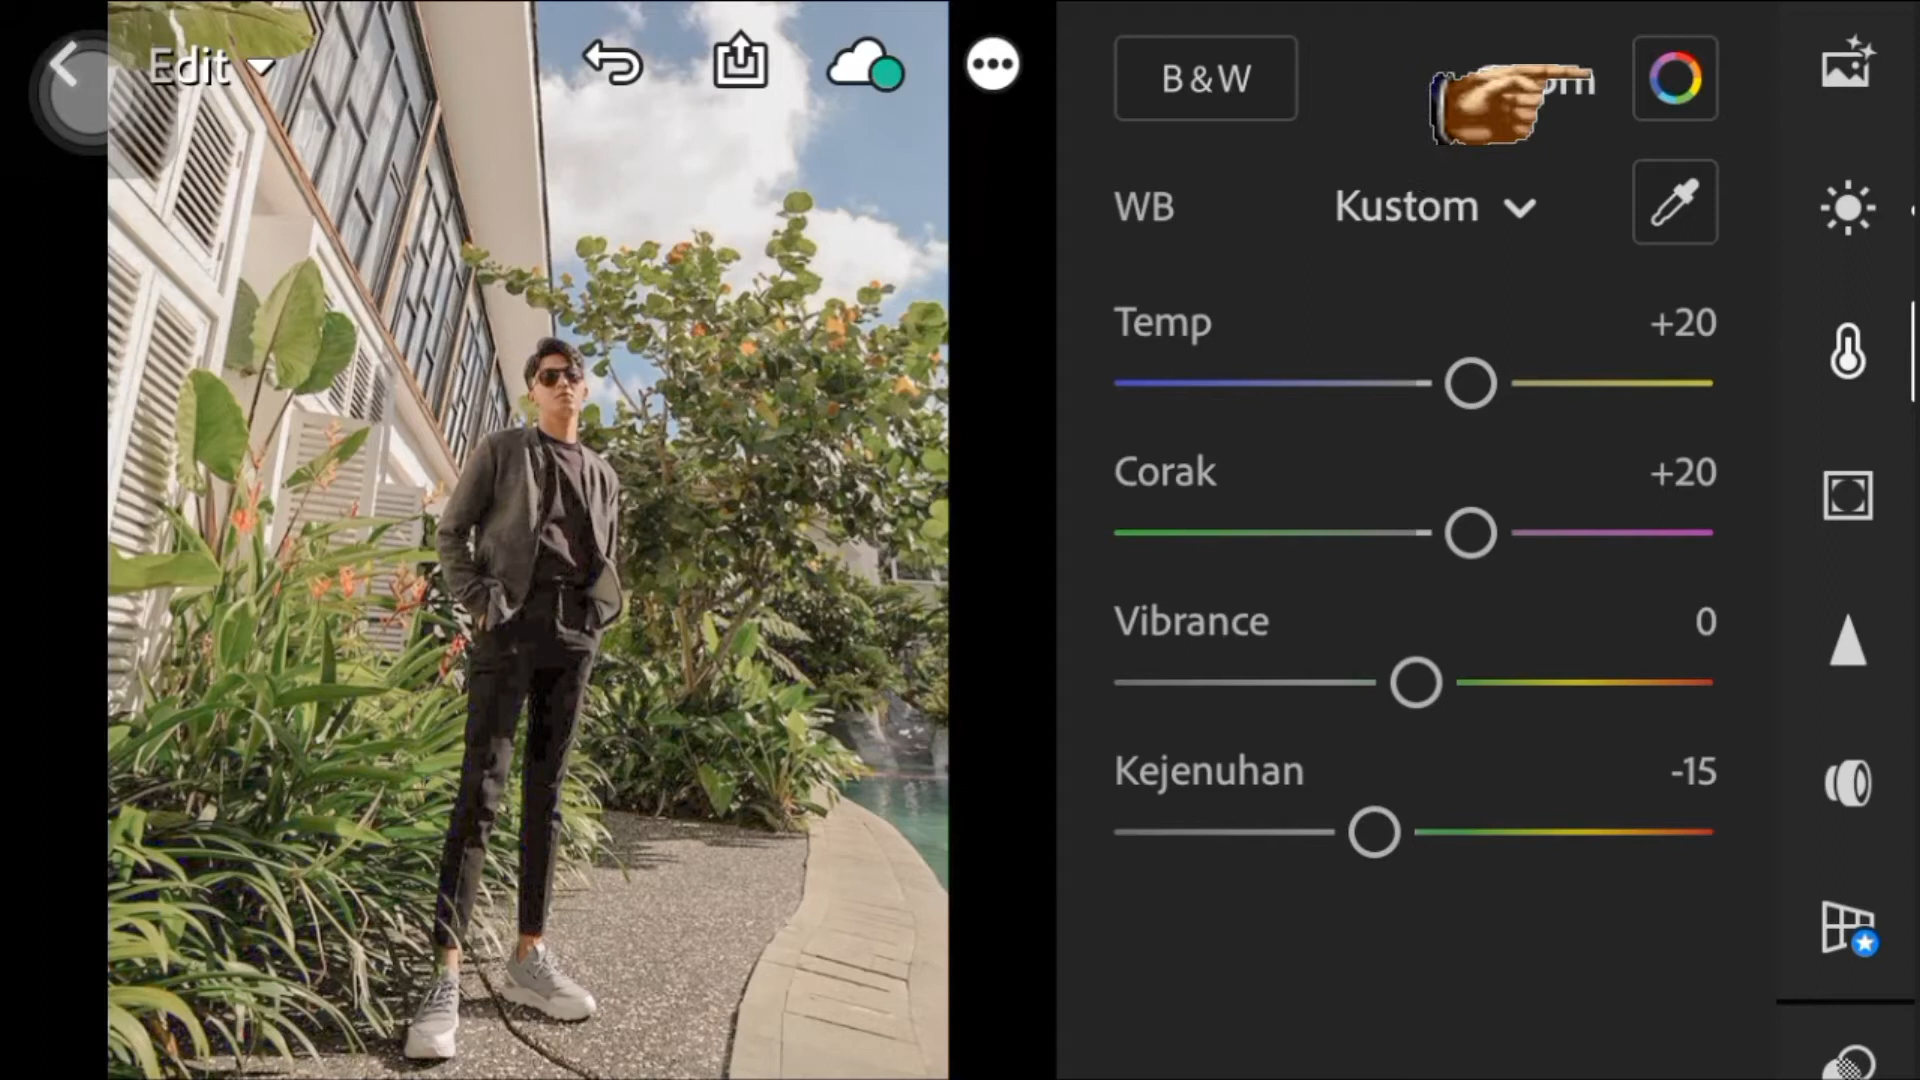 Edit
B&W
WB Kustom
Temp +20
Corak +20
Vibrance 0
Kejenuhan -15